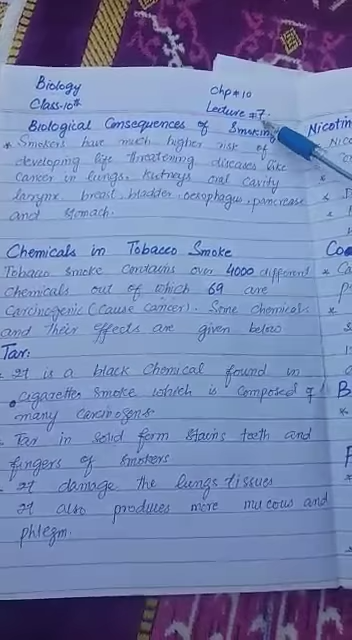 Biology
Class-10th
Chp # 10
Lecture # 7.
Biological Consequences of Smoking
* Smokers have much higher risk of
developing life threatening diseases like
cancer in lungs, kidneys oral cavity
larynx, breast, bladder, oesophagus, pancrease
and stomach.
Chemicals in Tobacco Smoke
Tobacco smoke contains over 4000 different
chemicals out of which 69 are
Carcinogenic (cause cancer). Some chemicals
and their effects are given below
Tar:
- It is a black chemical found in
cigarette smoke which is composed of
many carcinogens
- Tar in solid form stains teeth and
fingers of smokers
- It damage the lungs tissues
It also produces more mucous and
phlegm.
Nicotin